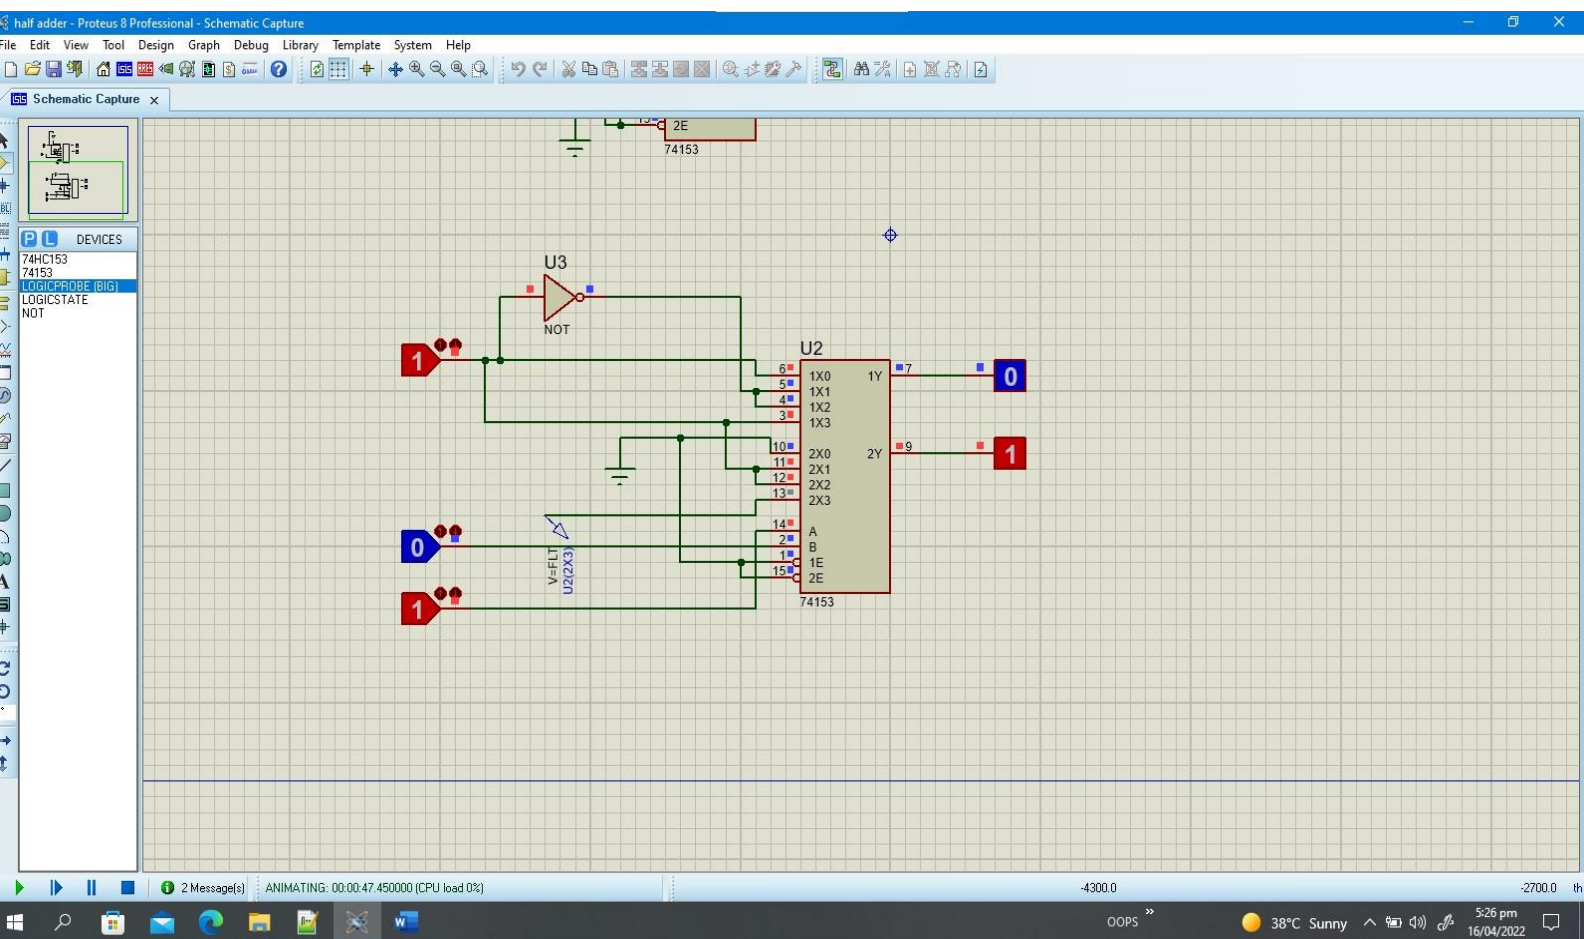 half adder - Proteus 8 Professional - Schematic Capture
File Edit View Tool Design Graph Debug Library Template System Help
Schematic Capture
2E
74153
P L DEVICES
74HC153
74153
LOGICPROBE (BIG)
LOGICSTATE
NOT
U3
NOT
U2
1
6 1X0 1Y 7 0
5 1X1
4 1X2
3 1X3
10 2X0 2Y 9 1
11 2X1
12 2X2
13 2X3
14 A
0 2 B
1 1E
15 2E
V=FLT
U2(2X3)
1
74153
2 Message(s) ANIMATING: 00:00:47.450000 (CPU load 0%) -4300.0 -2700.0 th
OOPS » 38°C Sunny 5:26 pm
16/04/2022